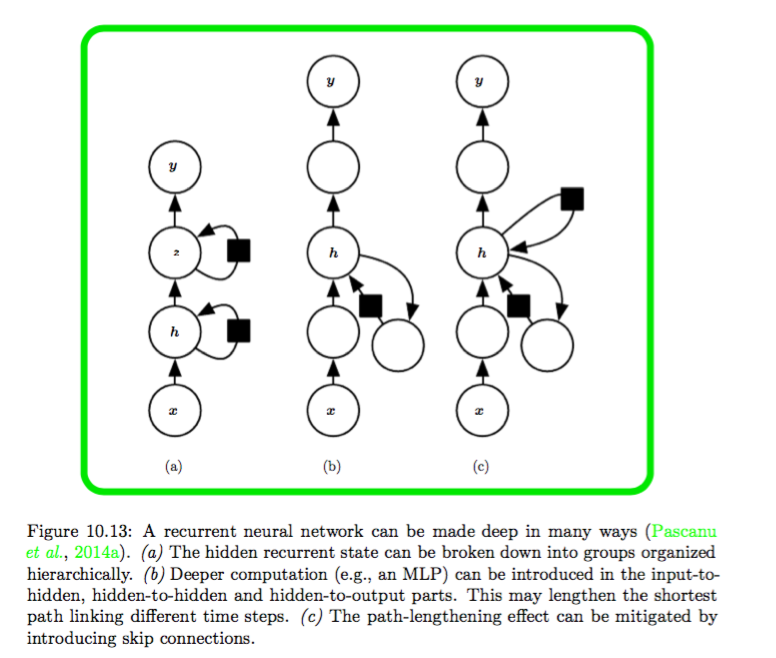 y
y
y
z
h
h
h
x
x
x
(a)
(b)
(c)
Figure 10.13: A recurrent neural network can be made deep in many ways (Pascanu
et al., 2014a). (a) The hidden recurrent state can be broken down into groups organized
hierarchically. (b) Deeper computation (e.g., an MLP) can be introduced in the input-to-
hidden, hidden-to-hidden and hidden-to-output parts. This may lengthen the shortest
path linking different time steps. (c) The path-lengthening effect can be mitigated by
introducing skip connections.